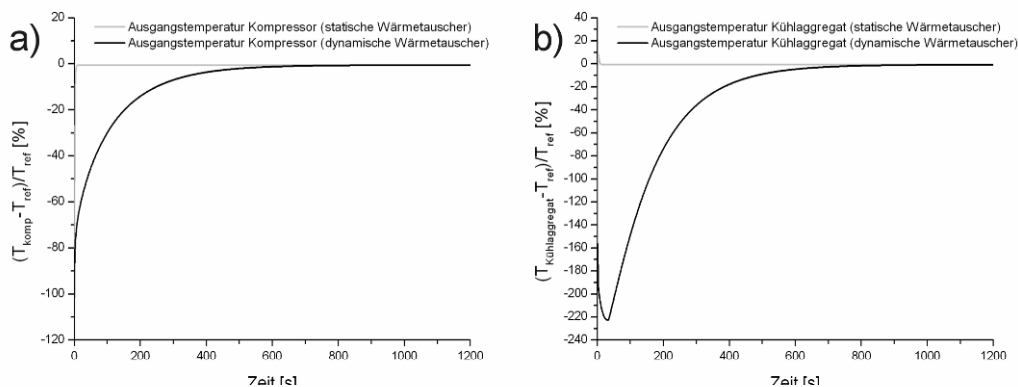 a)
Ausgangstemperatur Kompressor (statische Wärmetauscher)
Ausgangstemperatur Kompressor (dynamische Wärmetauscher)
20
0
-20
-40
-60
-80
-100
-120
(T_komp-T_ref)/T_ref [%]
0 200 400 600 800 1000 1200
Zeit [s]
b)
Ausgangstemperatur Kühlaggregat (statische Wärmetauscher)
Ausgangstemperatur Kühlaggregat (dynamische Wärmetauscher)
40
20
0
-20
-40
-60
-80
-100
-120
-140
-160
-180
-200
-220
-240
(T_Kühlaggregat-T_ref)/T_ref [%]
0 200 400 600 800 1000 1200
Zeit [s]